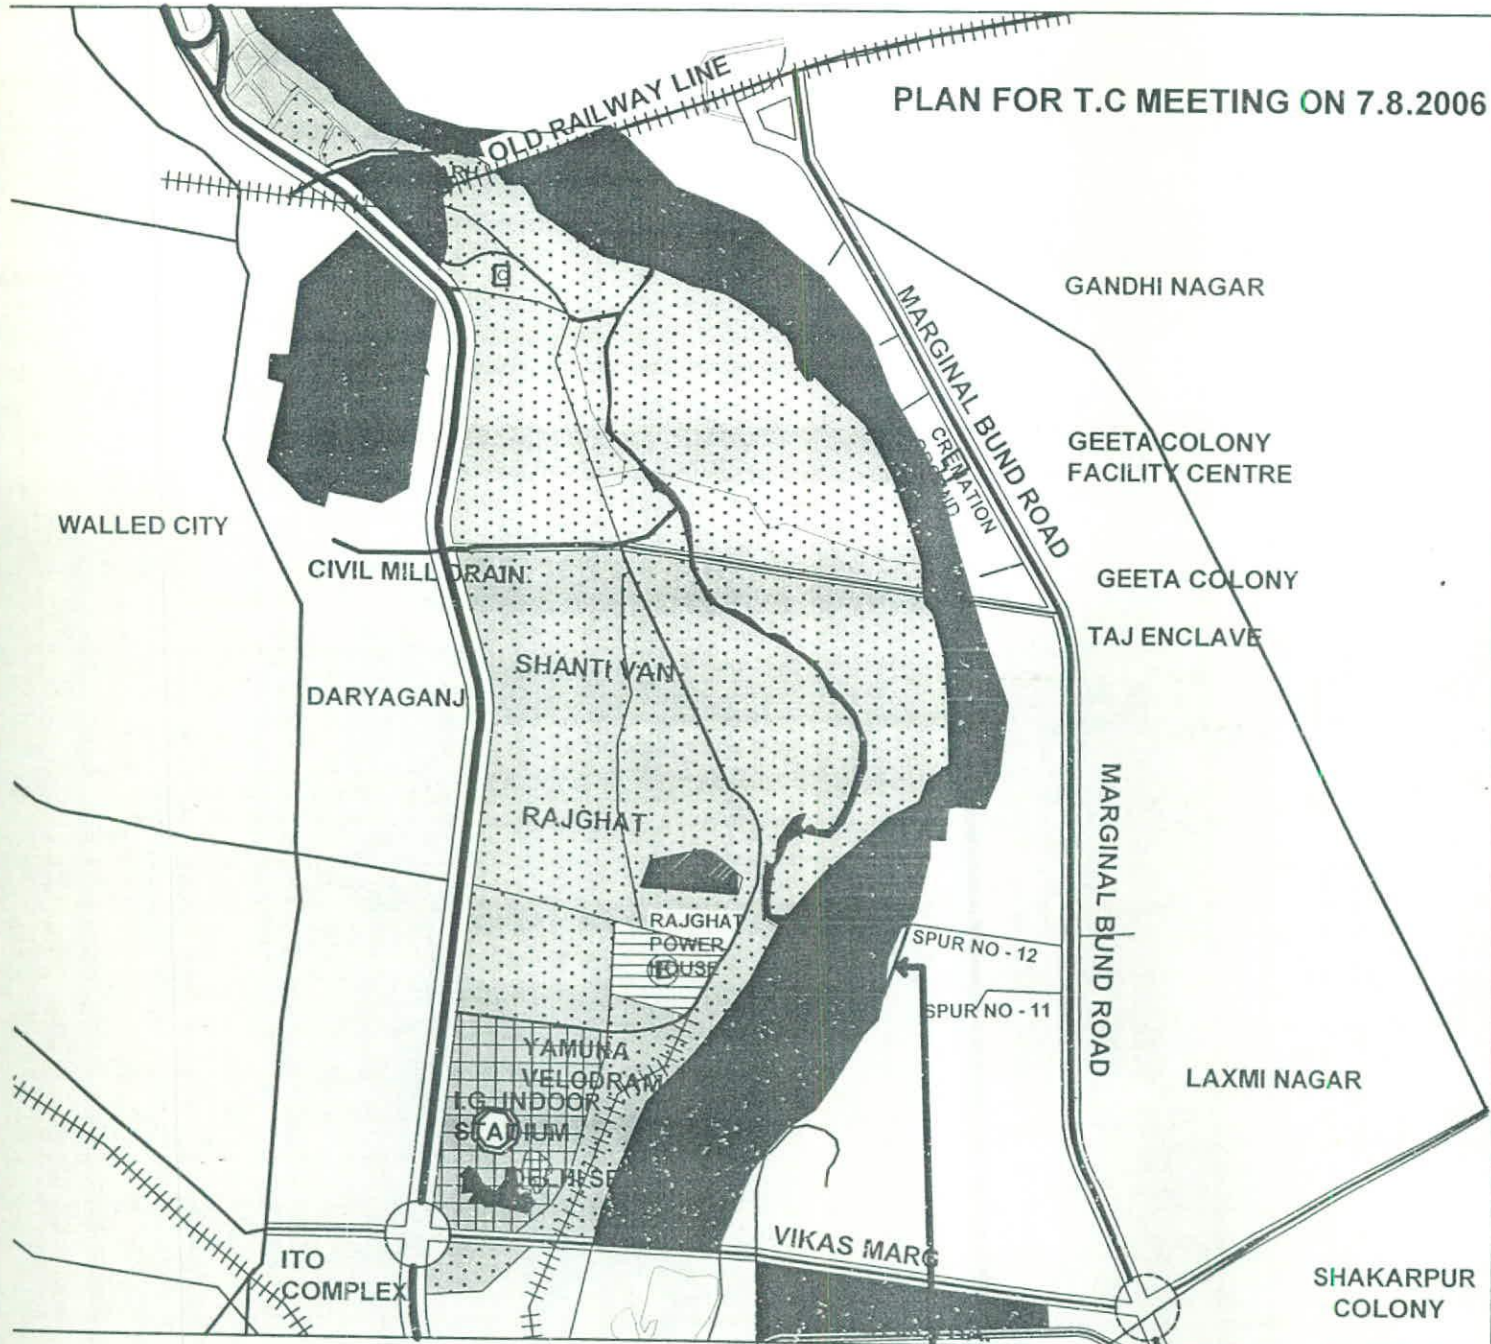 PLAN FOR T.C MEETING ON 7.8.2006
OLD RAILWAY LINE
GANDHI NAGAR
MARGINAL BUND ROAD
GEETA COLONY
FACILITY CENTRE
CREMATION
WALLED CITY
CIVIL MILL DRAIN
GEETA COLONY
TAJ ENCLAVE
SHANTI VAN
DARYAGANJ
RAJGHAT
MARGINAL BUND ROAD
RAJGHAT
POWER
HOUSE
E
SPUR NO - 12
SPUR NO - 11
YAMUNA
VELODRAM
I.G. INDOOR
STADIUM
LAXMI NAGAR
VIKAS MARG
ITO
COMPLEX
SHAKARPUR
COLONY